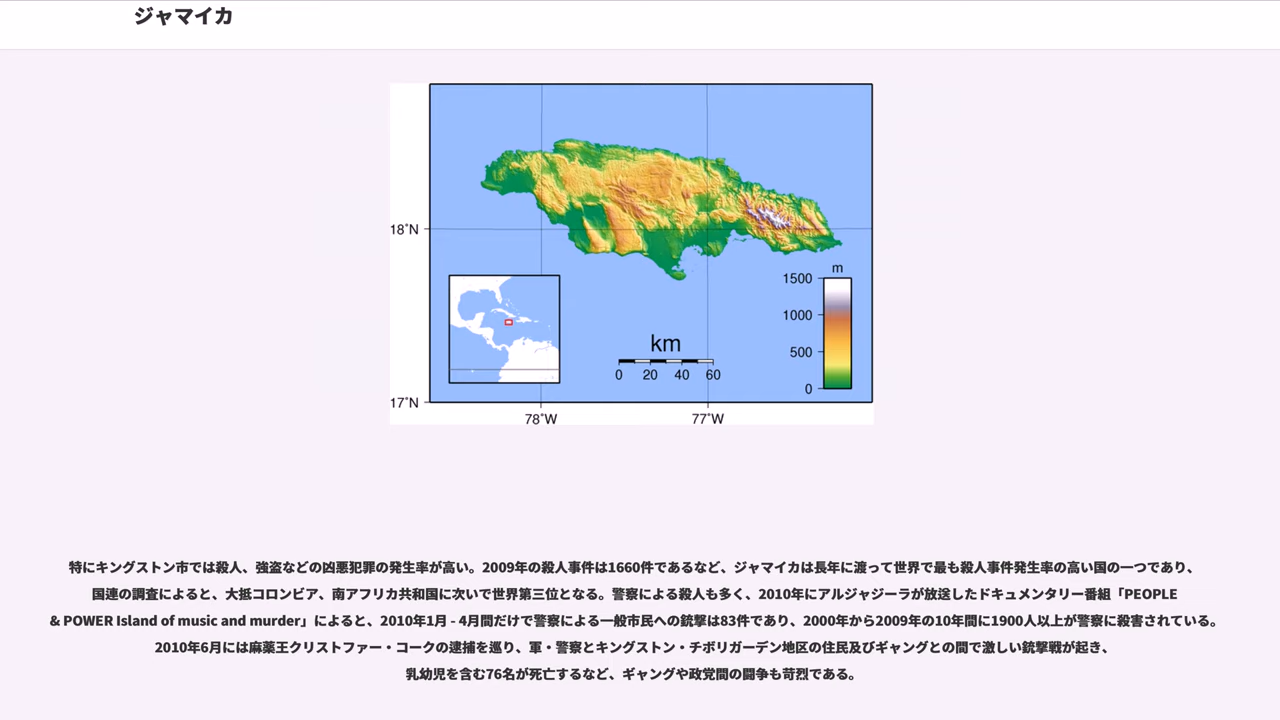 ジャマイカ
18°N
17°N
78°W
77°W
km
0 20 40 60
m
1500
1000
500
0
特にキングストン市では殺人、強盗などの凶悪犯罪の発生率が高い。2009年の殺人事件は1660件であるなど、ジャマイカは長年に渡って世界で最も殺人事件発生率の高い国の一つであり、
国連の調査によると、大抵コロンビア、南アフリカ共和国に次いで世界第三位となる。警察による殺人も多く、2010年にアルジャジーラが放送したドキュメンタリー番組「PEOPLE
& POWER Island of music and murder」によると、2010年1月 - 4月間だけで警察による一般市民への銃撃は83件であり、2000年から2009年の10年間に1900人以上が警察に殺害されている。
2010年6月には麻薬王クリストファー・コークの逮捕を巡り、軍・警察とキングストン・チボリガーデン地区の住民及びギャングとの間で激しい銃撃戦が起き、
乳幼児を含む76名が死亡するなど、ギャングや政党間の闘争も苛烈である。